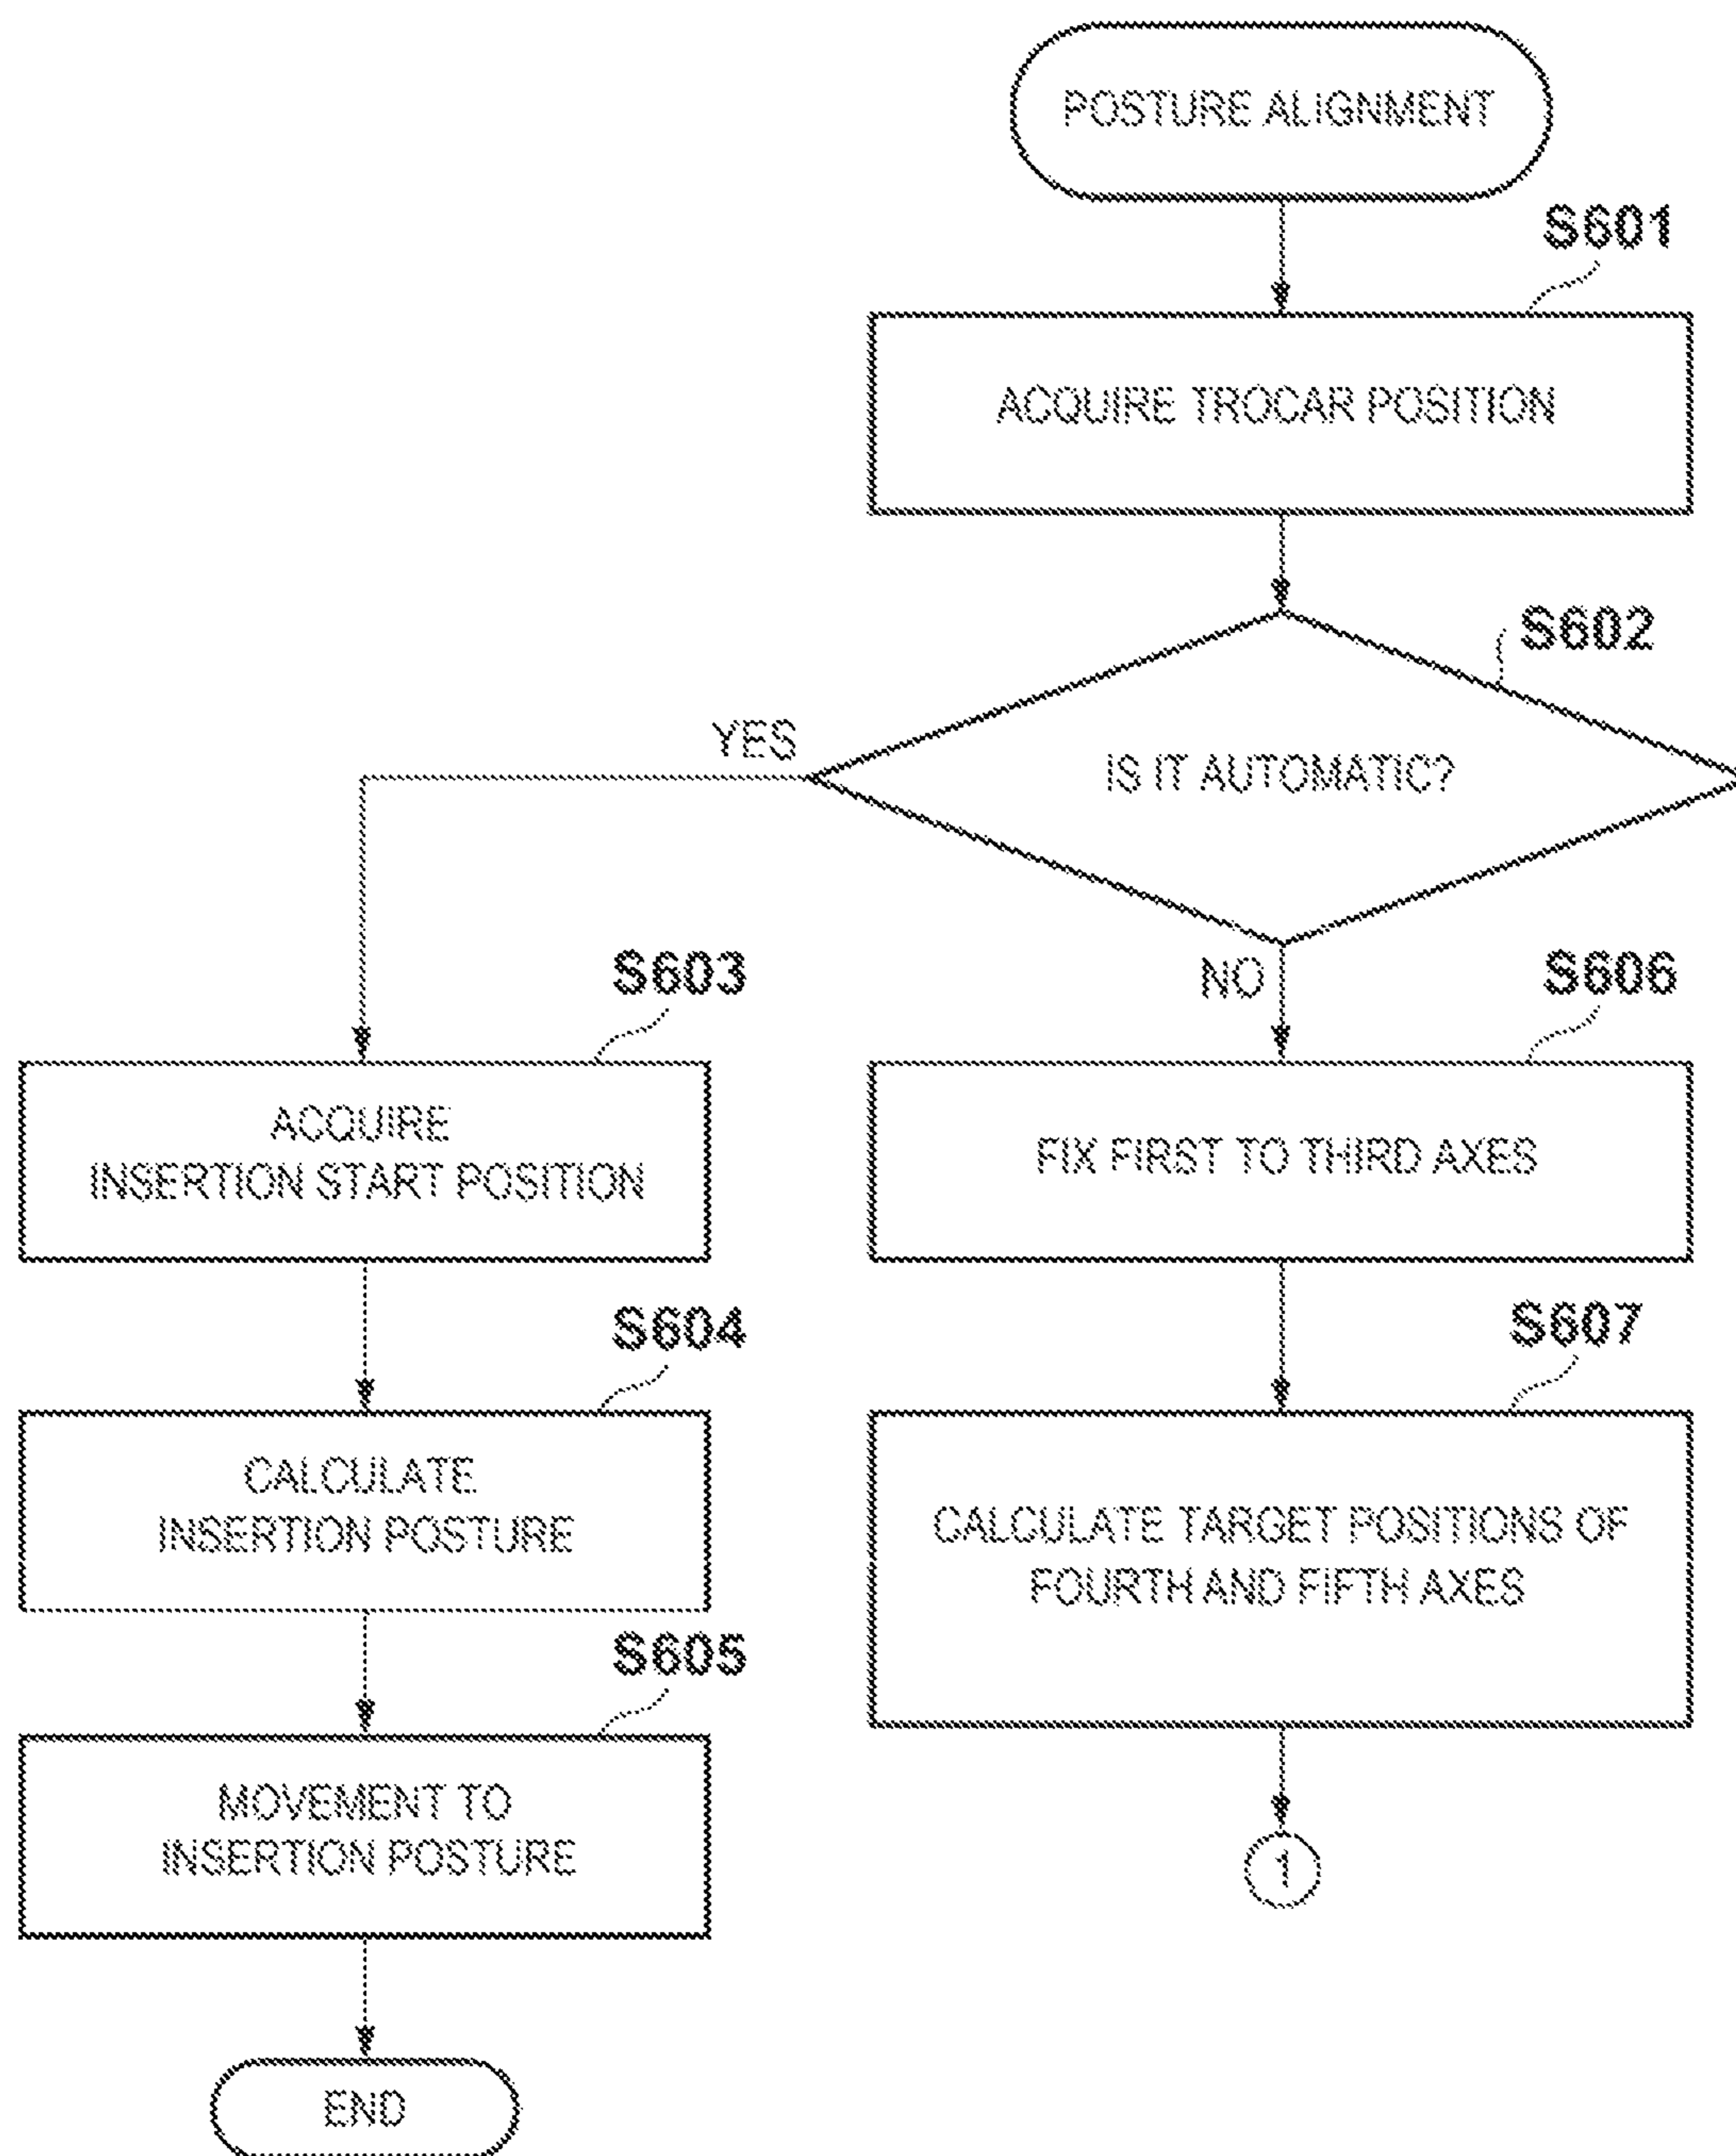 POSTURE ALIGNMENT
S601
ACQUIRE TROCAR POSITION
S602
IS IT AUTOMATIC?
YES
NO
S603
ACQUIRE
INSERTION START POSITION
S604
CALCULATE
INSERTION POSTURE
S605
MOVEMENT TO
INSERTION POSTURE
END
S606
FIX FIRST TO THIRD AXES
S607
CALCULATE TARGET POSITIONS OF
FOURTH AND FIFTH AXES
1